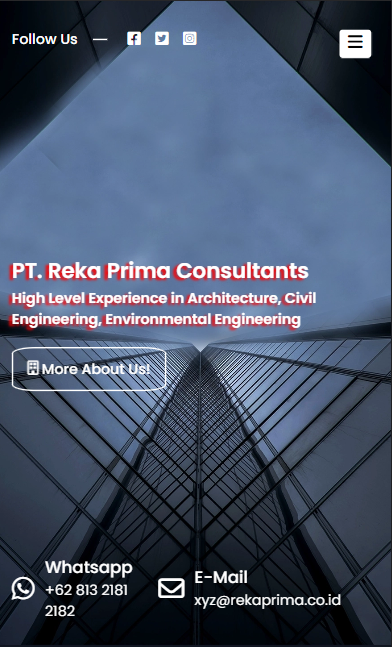 Follow Us
PT. Reka Prima Consultants
High Level Experience in Architecture, Civil
Engineering, Environmental Engineering
More About Us!
Whatsapp
+62 813 2181
2182
E-Mail
xyz@rekaprima.co.id